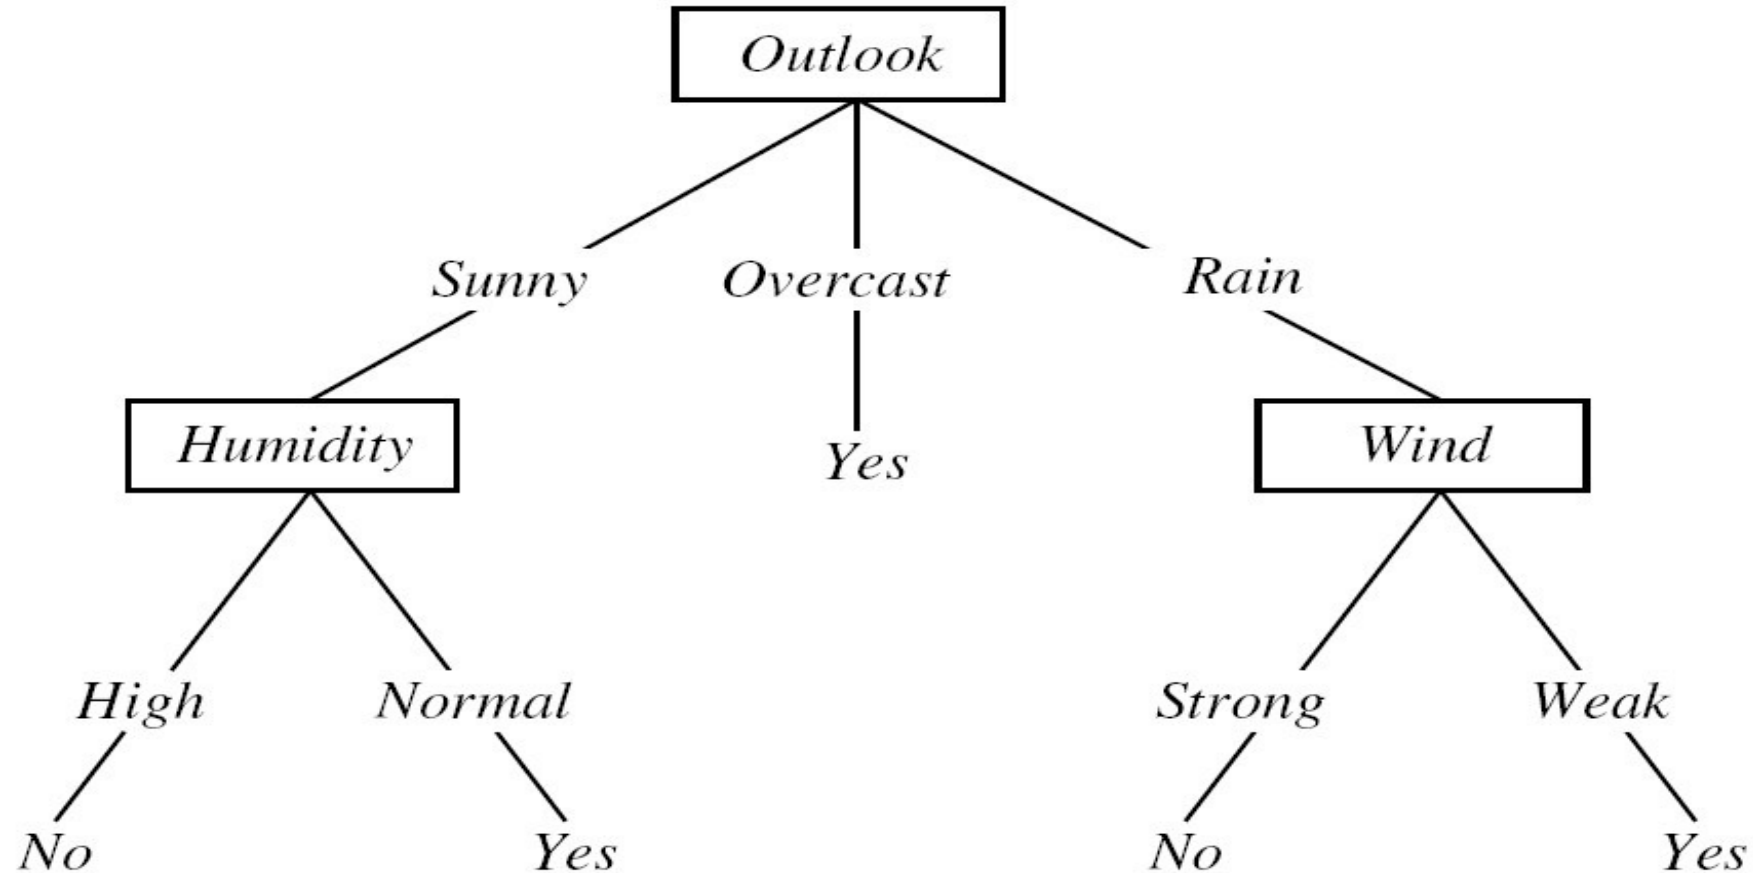 Outlook
Sunny Overcast Rain
Humidity Yes Wind
High Normal Strong Weak
No Yes No Yes